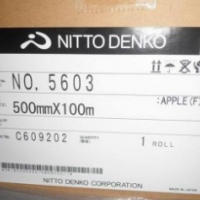 NITTO DENKO
NO. 5603
:APPLE(F)
500mmX100m
C609202
1 ROLL
NITTO DENKO CORPORATION